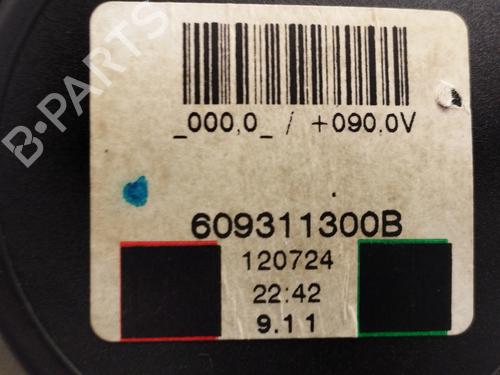 B-PARTS
_000,0_ / +090,0V
609311300B
120724
22:42
9.11